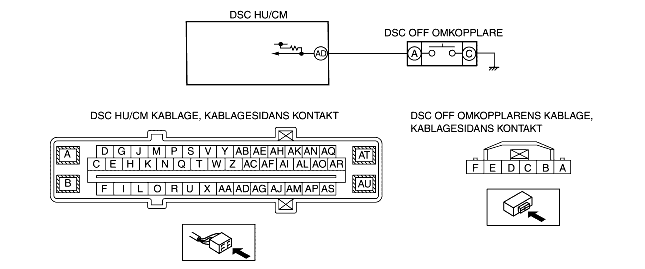 DSC HU/CM
DSC OFF OMKOPPLARE
AD
A
C
DSC HU/CM KABLAGE, KABLAGESIDANS KONTAKT
DSC OFF OMKOPPLARENS KABLAGE,
KABLAGESIDANS KONTAKT
A
D G J M P S V Y AB AE AH AK AN AQ
AT
C E H K N Q T W Z AC AF AI AL AO AR
B
F I L O R U X AA AD AG AJ AM AP AS
AU
F E D C B A